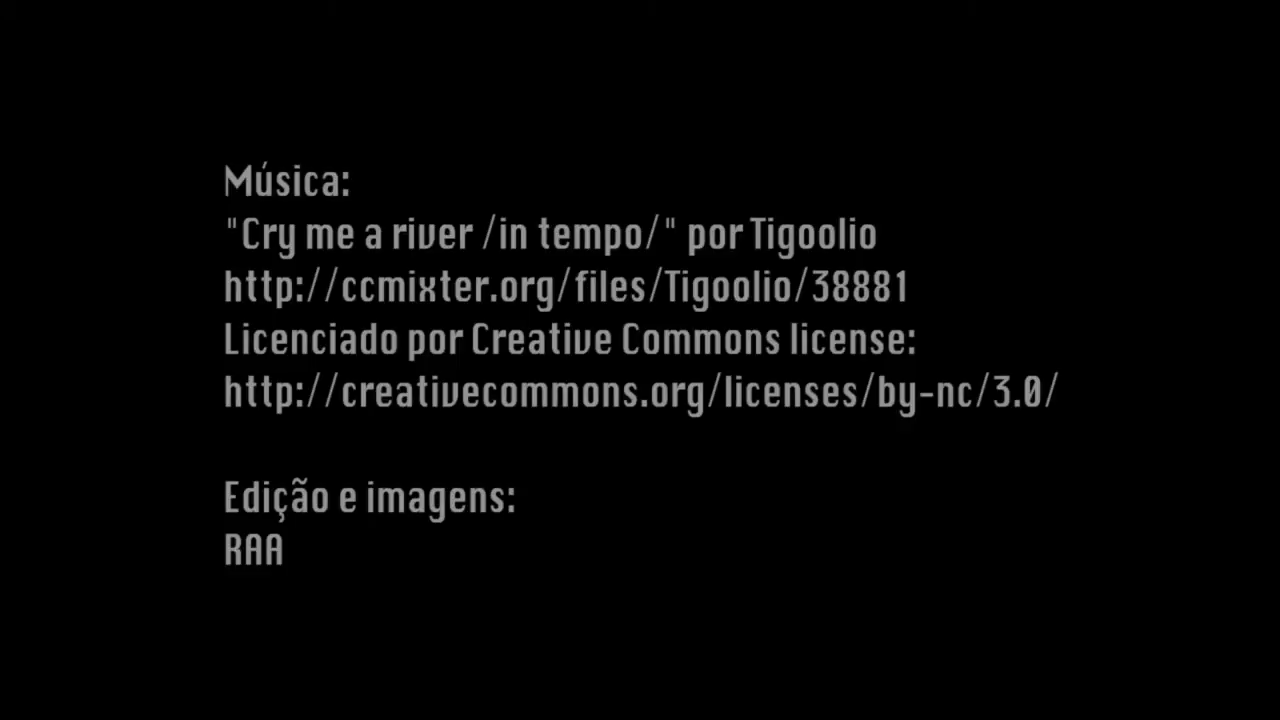 Música:
"Cry me a river /in tempo/" por Tigoolio
http://ccmixter.org/files/Tigoolio/38881
Licenciado por Creative Commons license:
http://creativecommons.org/licenses/by-nc/3.0/
Edição e imagens:
RAA